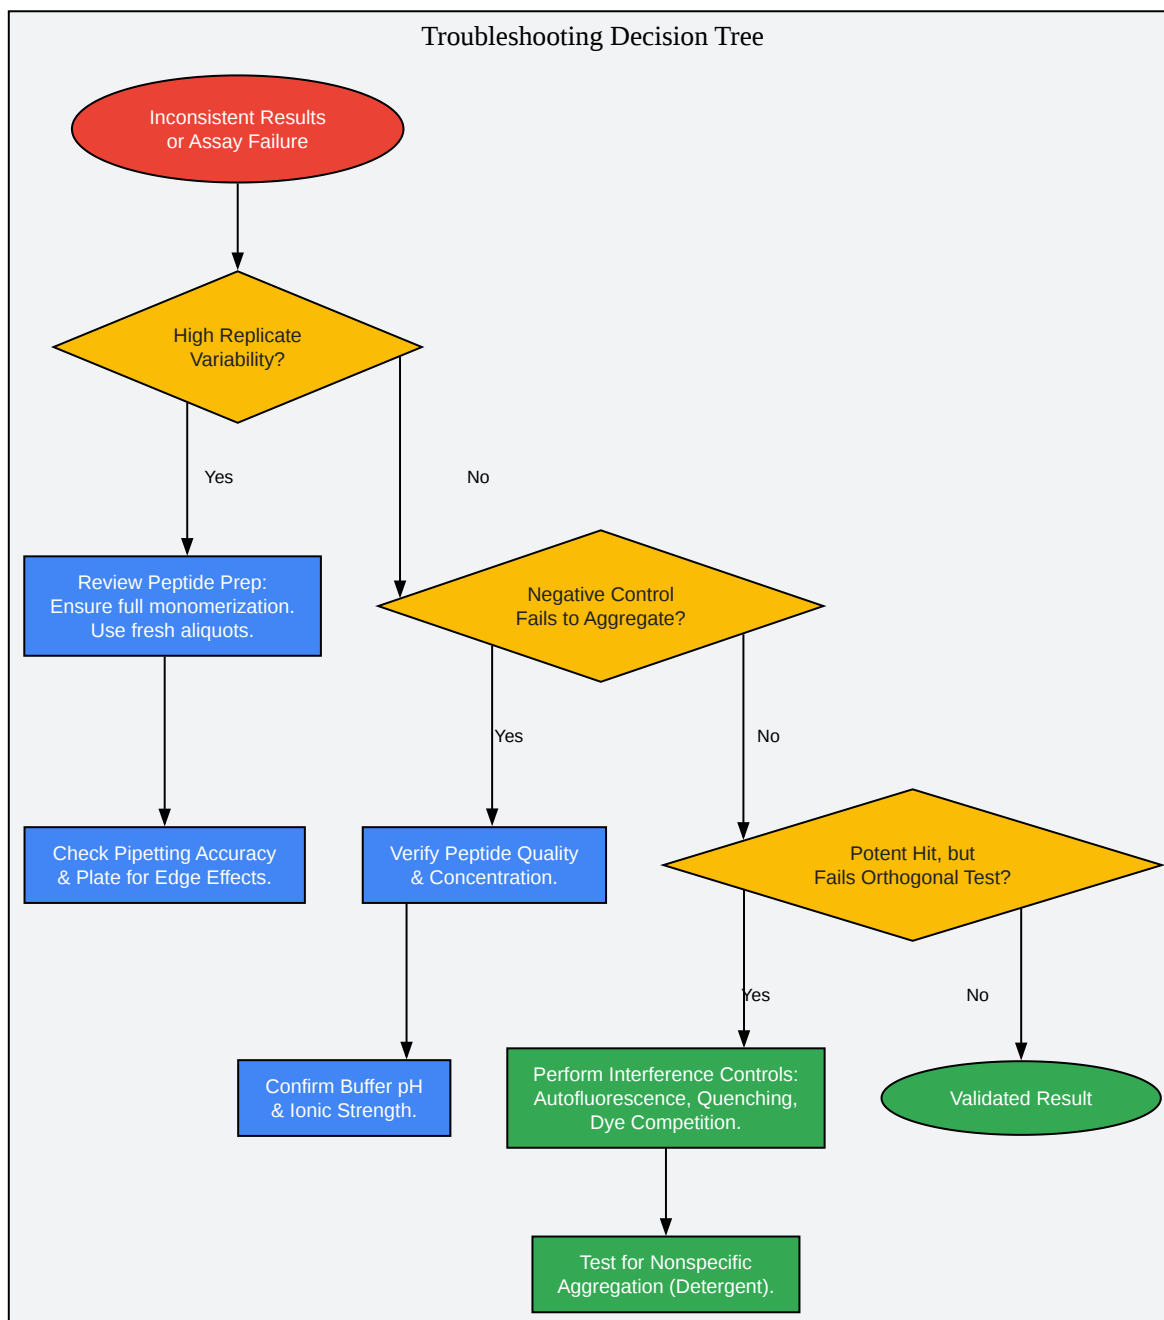 Troubleshooting Decision Tree
Inconsistent Results
or Assay Failure
High Replicate
Variability?
Yes
No
Review Peptide Prep:
Ensure full monomerization.
Use fresh aliquots.
Negative Control
Fails to Aggregate?
Yes
No
Check Pipetting Accuracy
& Plate for Edge Effects.
Verify Peptide Quality
& Concentration.
Potent Hit, but
Fails Orthogonal Test?
Yes
No
Confirm Buffer pH
& Ionic Strength.
Perform Interference Controls:
Autofluorescence, Quenching,
Dye Competition.
Validated Result
Test for Nonspecific
Aggregation (Detergent).